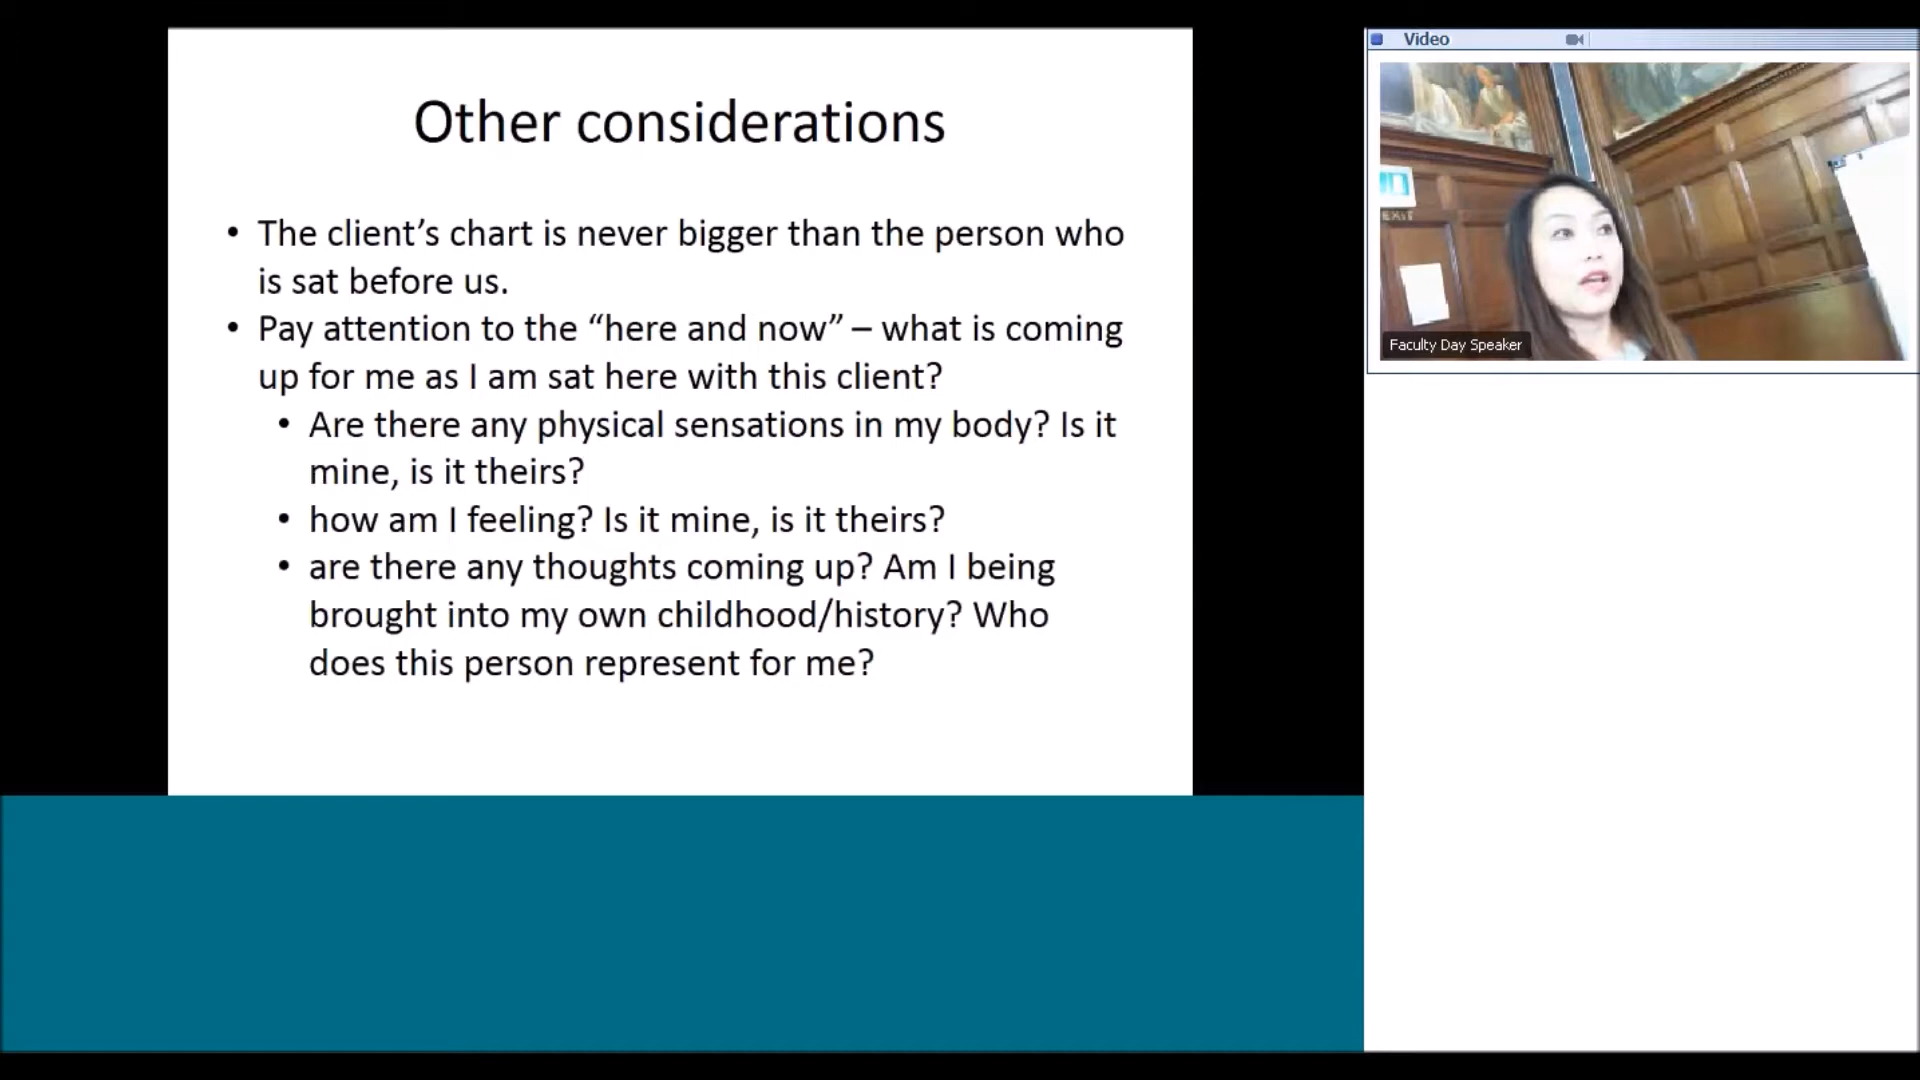 Other considerations
• The client’s chart is never bigger than the person who
is sat before us.
• Pay attention to the “here and now” – what is coming
up for me as I am sat here with this client?
• Are there any physical sensations in my body? Is it
mine, is it theirs?
• how am I feeling? Is it mine, is it theirs?
• are there any thoughts coming up? Am I being
brought into my own childhood/history? Who
does this person represent for me?
Video
EXIT
Faculty Day Speaker